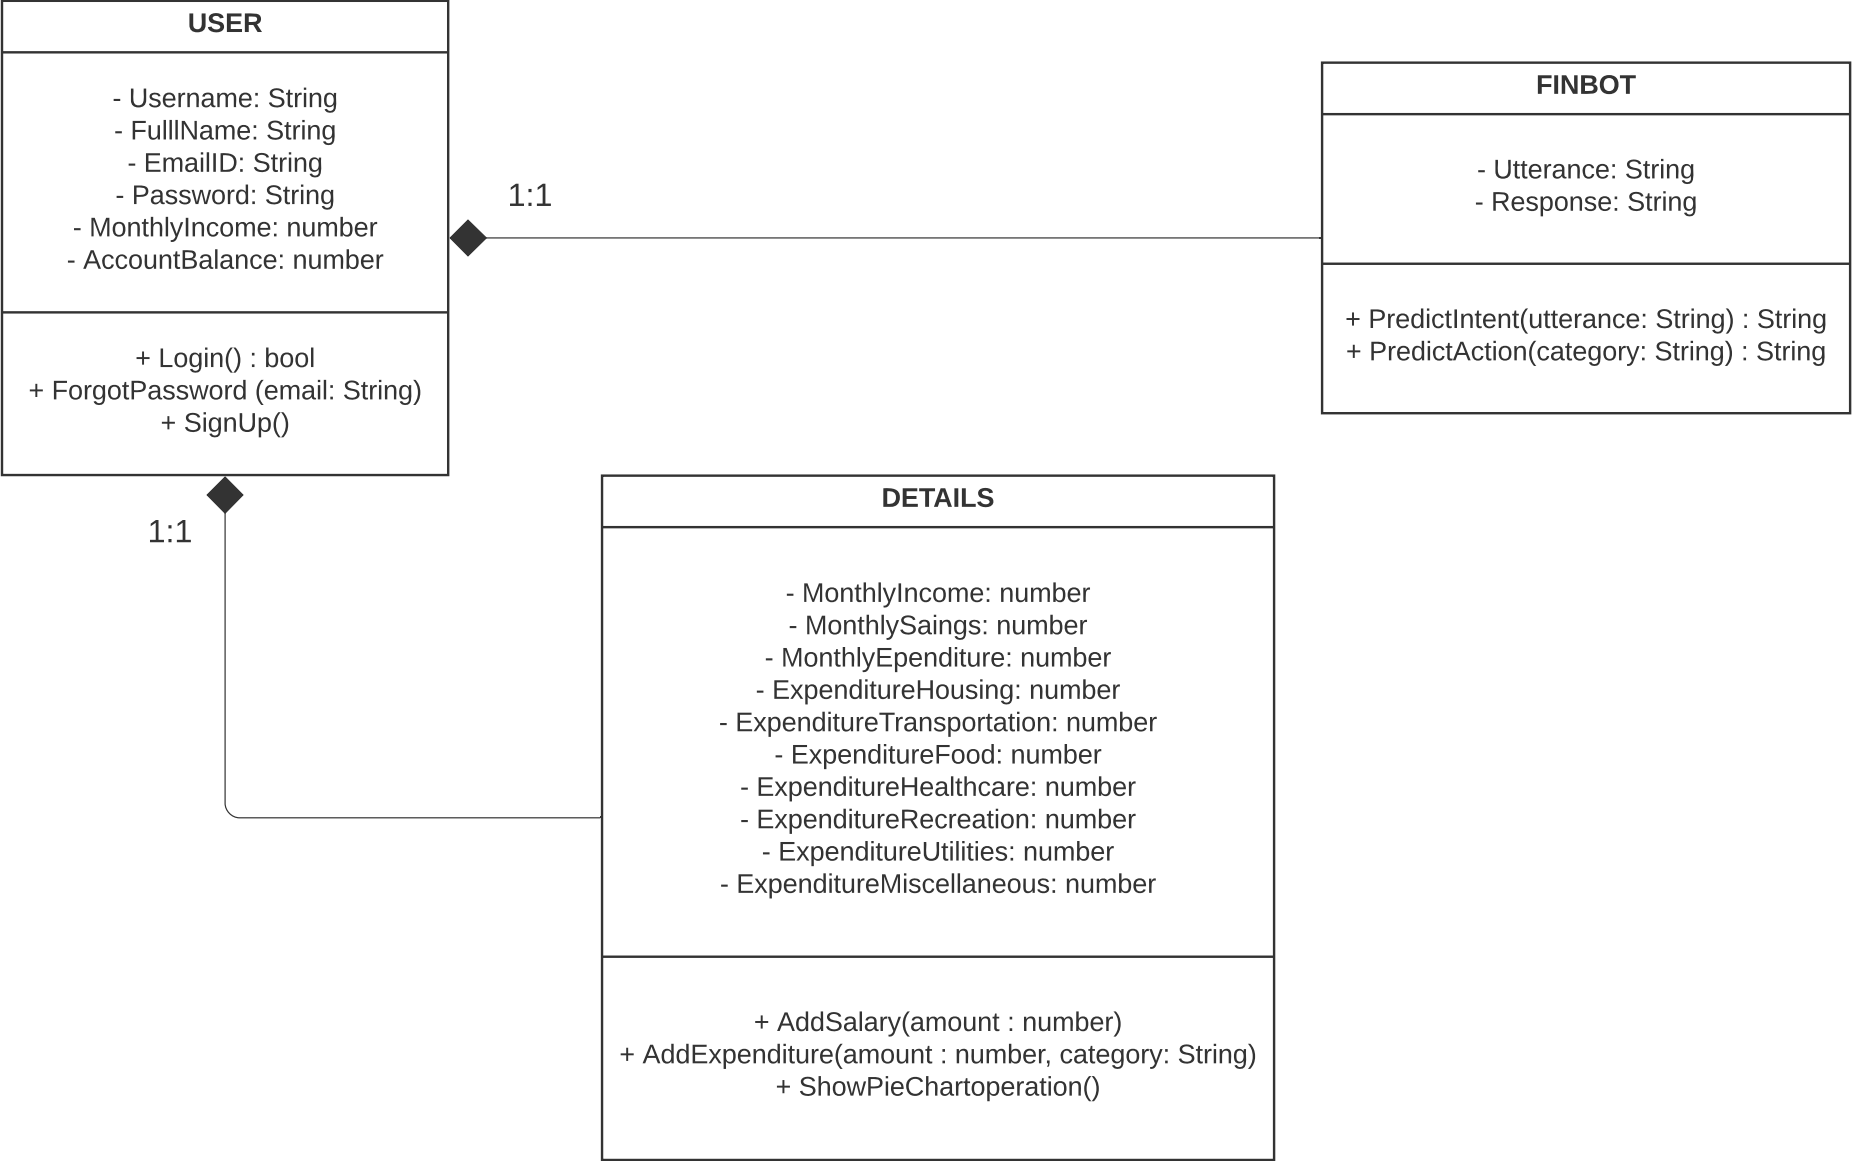 USER
- Username: String
- FulllName: String
- EmailID: String
- Password: String
- MonthlyIncome: number
- AccountBalance: number
+ Login() : bool
+ ForgotPassword (email: String)
+ SignUp()
1:1
1:1
FINBOT
- Utterance: String
- Response: String
+ PredictIntent(utterance: String) : String
+ PredictAction(category: String) : String
DETAILS
- MonthlyIncome: number
- MonthlySaings: number
- MonthlyEpenditure: number
- ExpenditureHousing: number
- ExpenditureTransportation: number
- ExpenditureFood: number
- ExpenditureHealthcare: number
- ExpenditureRecreation: number
- ExpenditureUtilities: number
- ExpenditureMiscellaneous: number
+ AddSalary(amount : number)
+ AddExpenditure(amount : number, category: String)
+ ShowPieChartoperation()